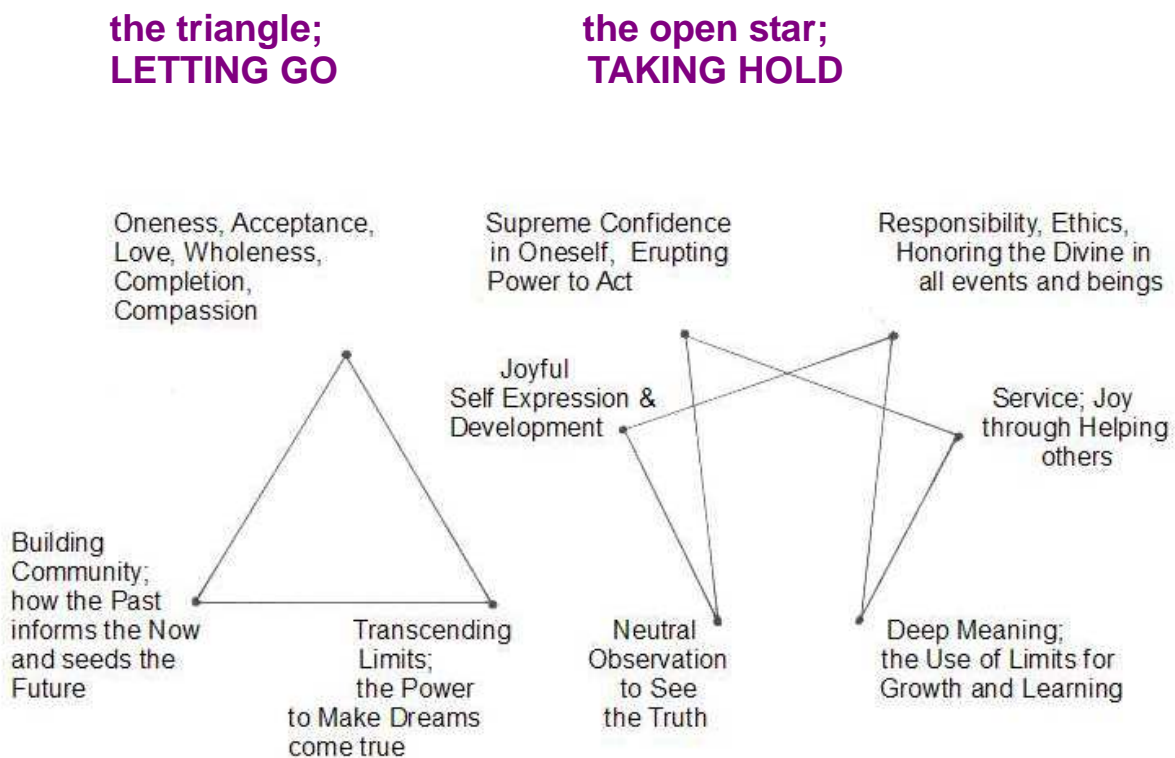 the triangle;
LETTING GO
the open star;
TAKING HOLD
Oneness, Acceptance,
Love, Wholeness,
Completion,
Compassion
Supreme Confidence
in Oneself, Erupting
Power to Act
Responsibility, Ethics,
Honoring the Divine in
all events and beings
Joyful
Self Expression &
Development
Service; Joy
through Helping
others
Building
Community;
how the Past
informs the Now
and seeds the
Future
Transcending
Limits;
the Power
to Make Dreams
come true
Neutral
Observation
to See
the Truth
Deep Meaning;
the Use of Limits for
Growth and Learning